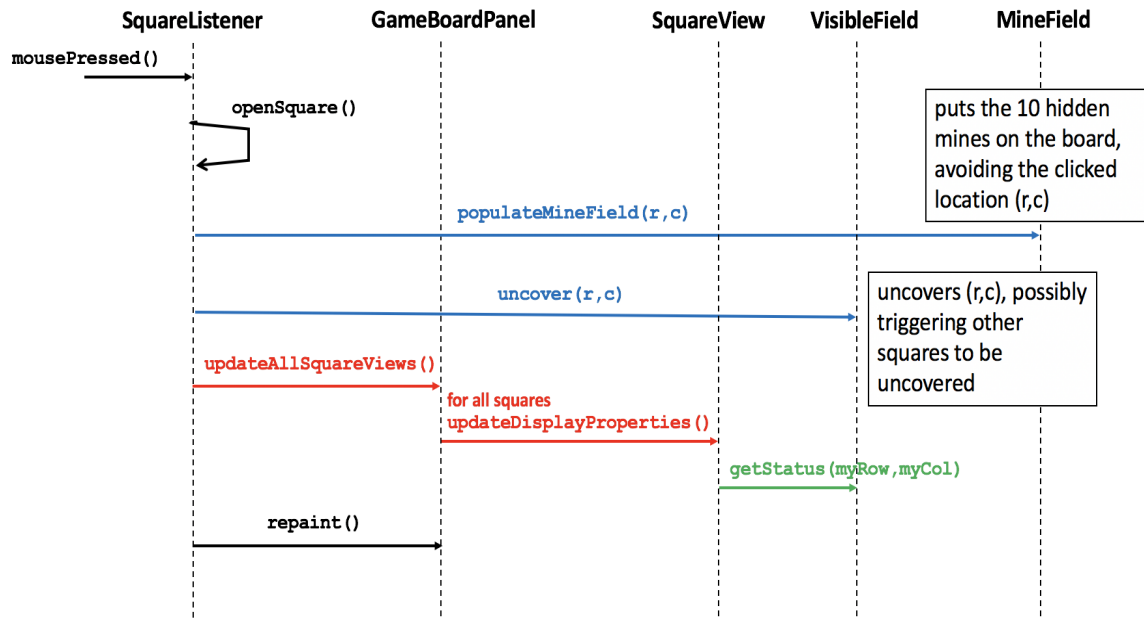 SquareListener
GameBoardPanel
SquareView
VisibleField
MineField
mousePressed()
openSquare()
puts the 10 hidden
mines on the board,
avoiding the clicked
location (r,c)
populateMineField(r,c)
uncover(r,c)
uncovers (r,c), possibly
triggering other
squares to be
uncovered
updateAllSquareViews()
for all squares
updateDisplayProperties()
getStatus(myRow,myCol)
repaint()